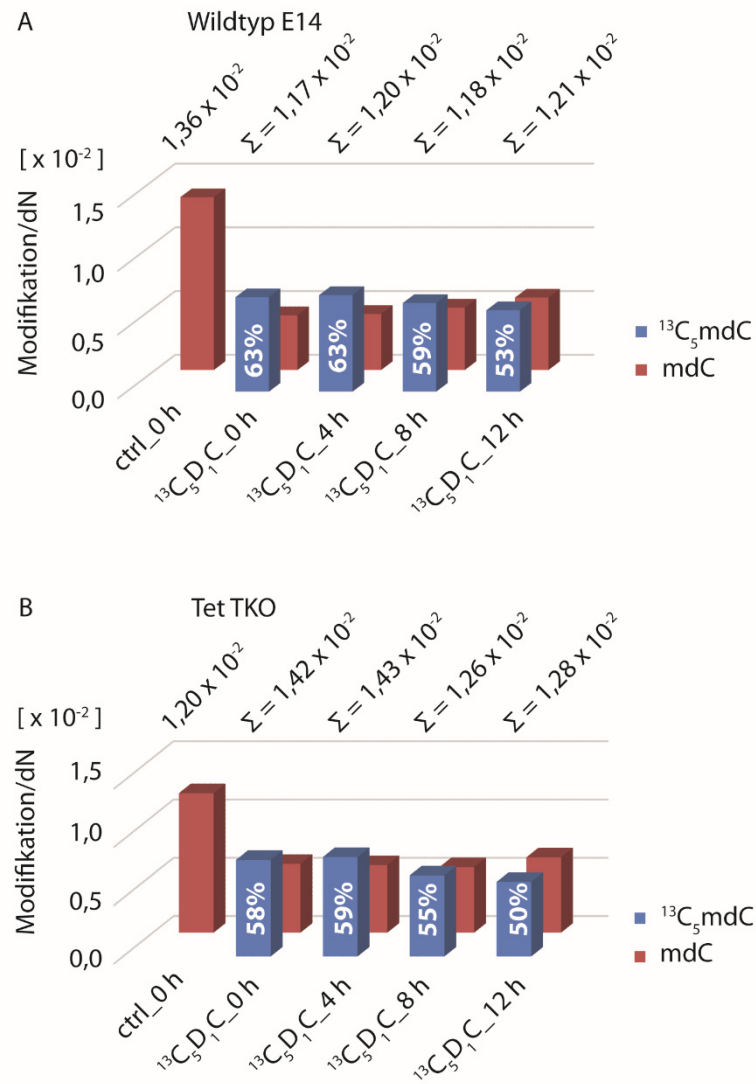 A Wildtyp E14
1,36 x 10⁻²
Σ = 1,17 x 10⁻²
Σ = 1,20 x 10⁻²
Σ = 1,18 x 10⁻²
Σ = 1,21 x 10⁻²
[ x 10⁻² ]
Modifikation/dN
1,5
1,0
0,5
0,0
63%
63%
59%
53%
¹³C₅mdC
mdC
ctrl_0 h
¹³C₅D₁C_0 h
¹³C₅D₁C_4 h
¹³C₅D₁C_8 h
¹³C₅D₁C_12 h
B Tet TKO
1,20 x 10⁻²
Σ = 1,42 x 10⁻²
Σ = 1,43 x 10⁻²
Σ = 1,26 x 10⁻²
Σ = 1,28 x 10⁻²
[ x 10⁻² ]
Modifikation/dN
1,5
1,0
0,5
0,0
58%
59%
55%
50%
¹³C₅mdC
mdC
ctrl_0 h
¹³C₅D₁C_0 h
¹³C₅D₁C_4 h
¹³C₅D₁C_8 h
¹³C₅D₁C_12 h